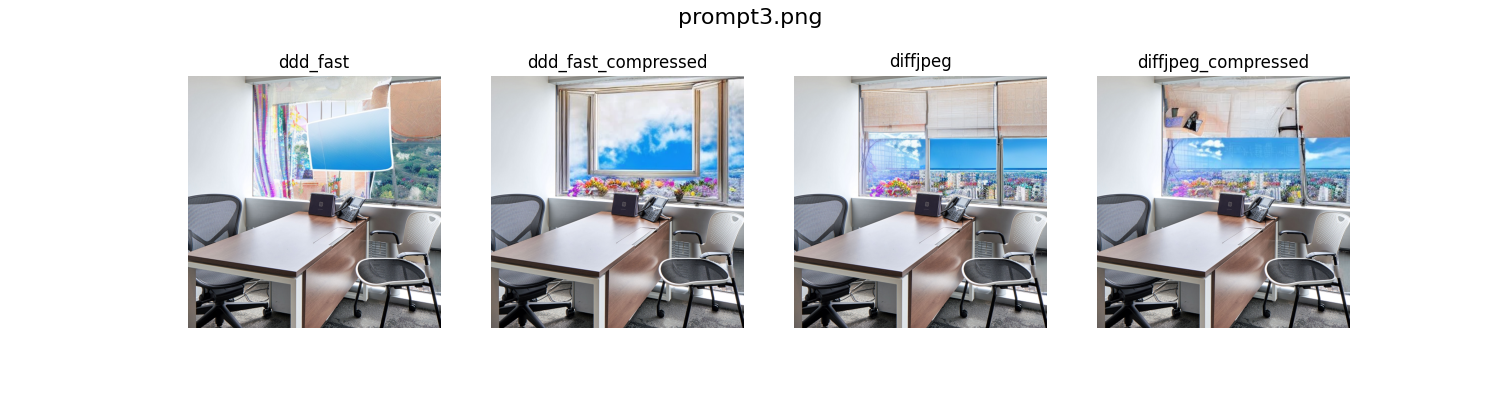 prompt3.png
ddd_fast
ddd_fast_compressed
diffjpeg
diffjpeg_compressed